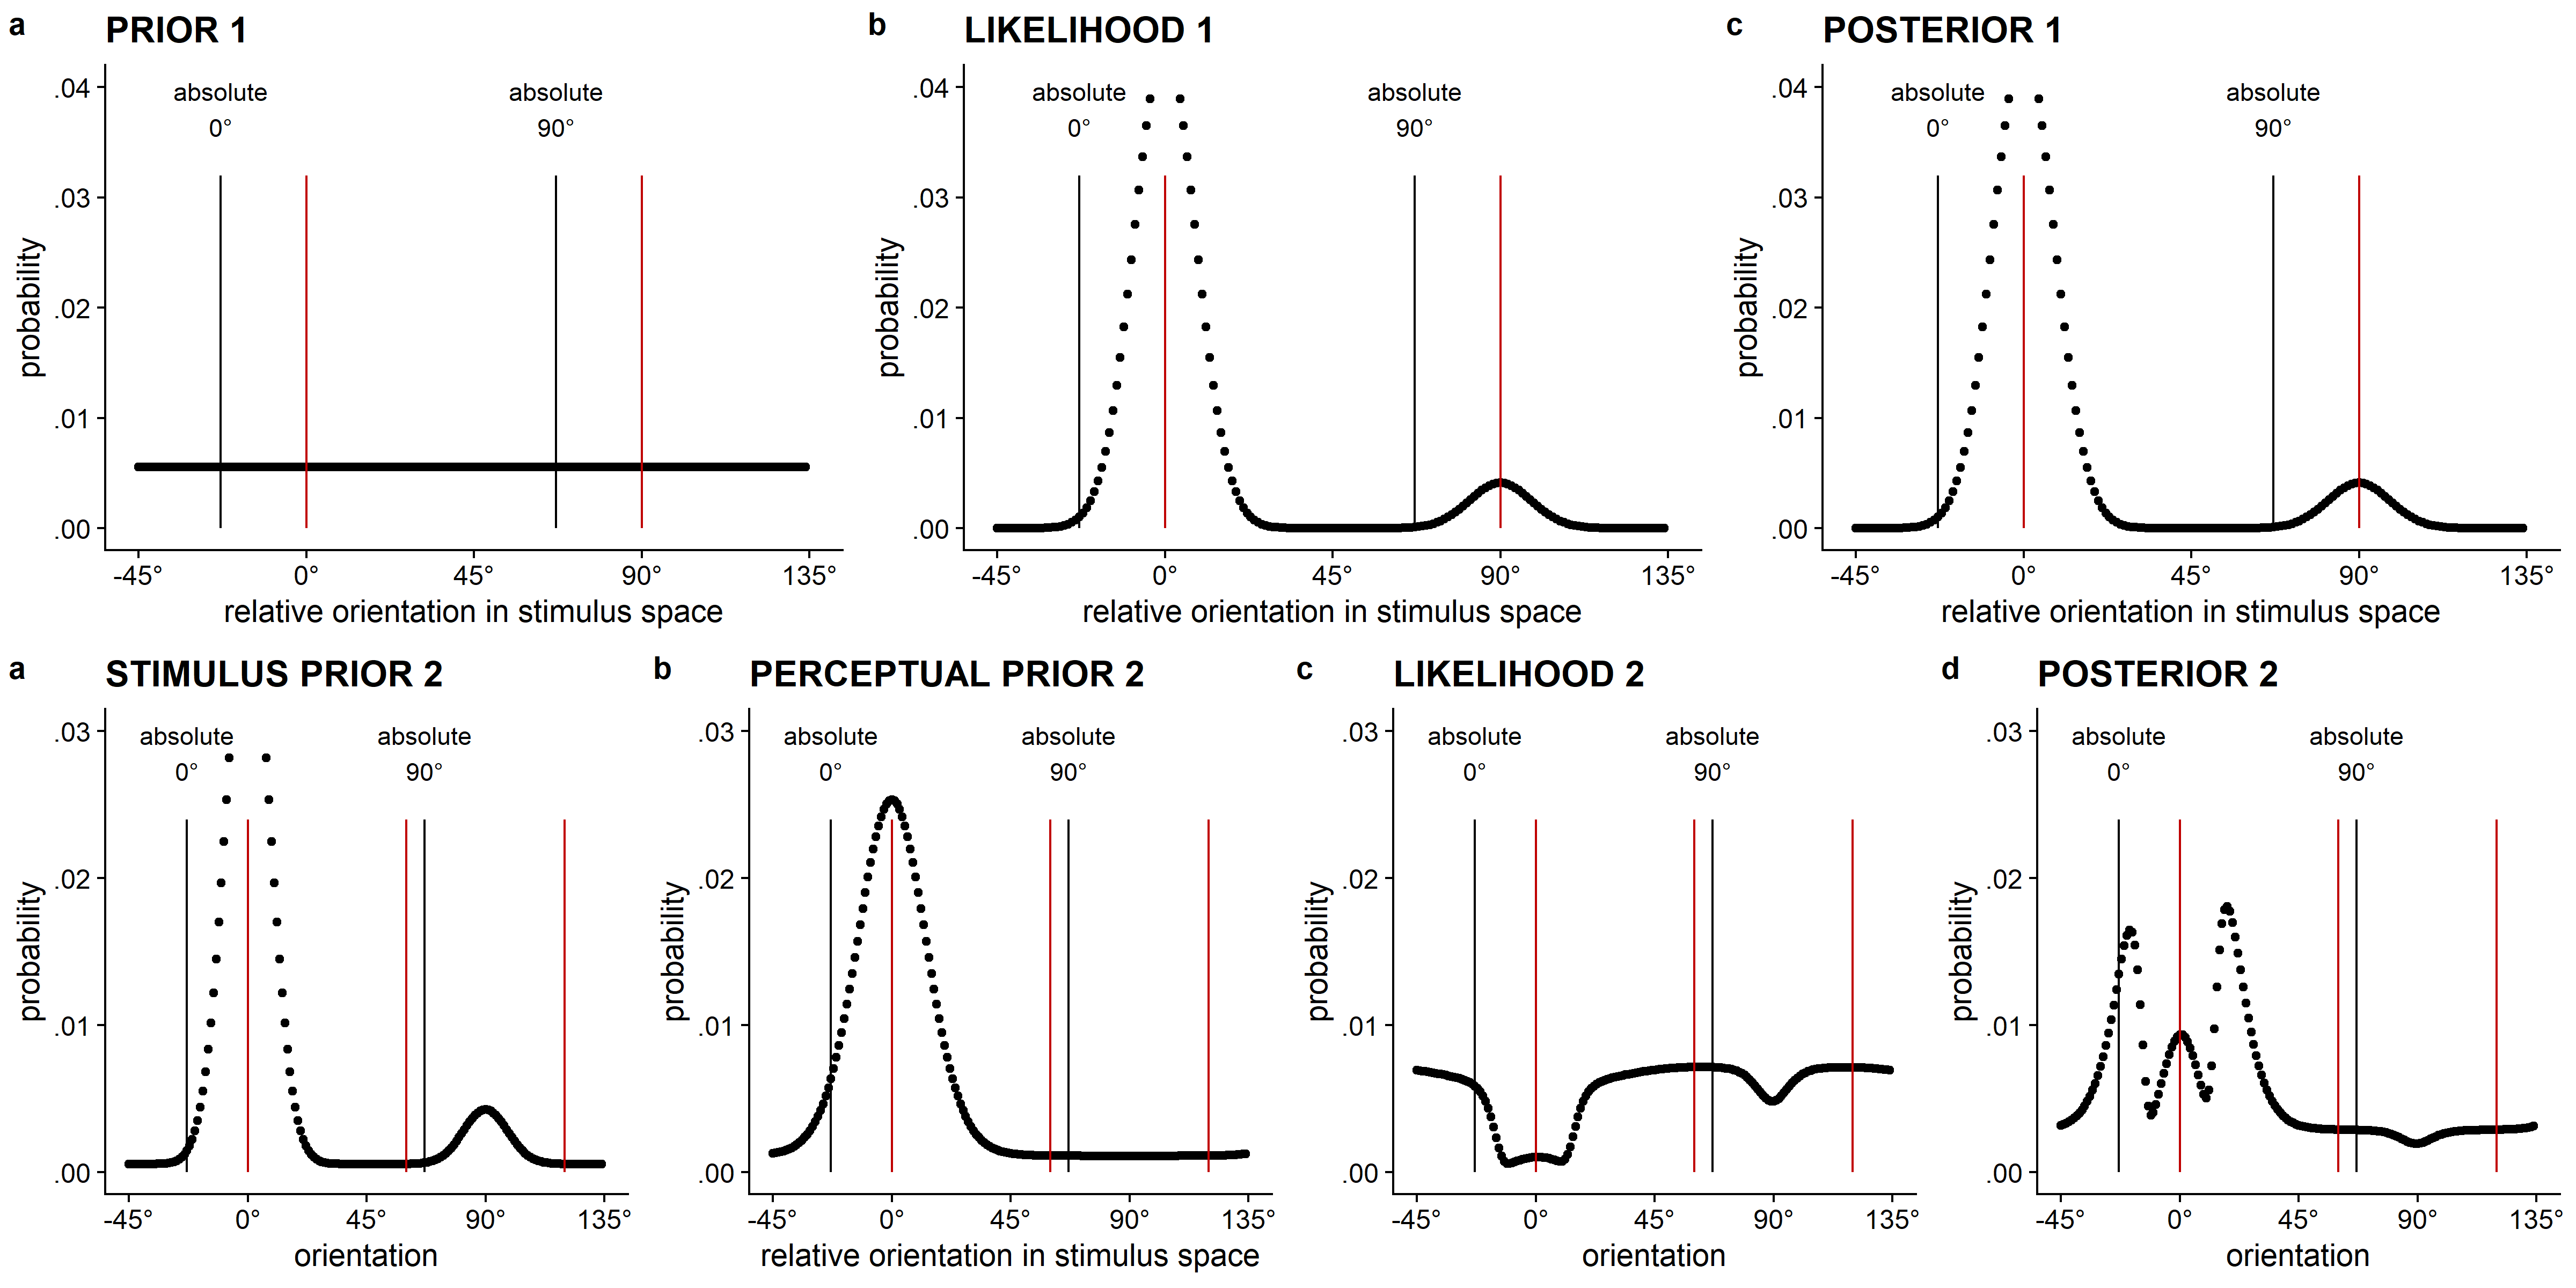 a PRIOR 1
.04
.03
.02
.01
.00
absolute
0°
absolute
90°
probability
-45° 0° 45° 90° 135°
relative orientation in stimulus space
b LIKELIHOOD 1
.04
.03
.02
.01
.00
absolute
0°
absolute
90°
probability
-45° 0° 45° 90° 135°
relative orientation in stimulus space
c POSTERIOR 1
.04
.03
.02
.01
.00
absolute
0°
absolute
90°
probability
-45° 0° 45° 90° 135°
relative orientation in stimulus space
a STIMULUS PRIOR 2
.03
.02
.01
.00
absolute
0°
absolute
90°
probability
-45° 0° 45° 90° 135°
orientation
b PERCEPTUAL PRIOR 2
.03
.02
.01
.00
absolute
0°
absolute
90°
probability
-45° 0° 45° 90° 135°
relative orientation in stimulus space
c LIKELIHOOD 2
.03
.02
.01
.00
absolute
0°
absolute
90°
probability
-45° 0° 45° 90° 135°
orientation
d POSTERIOR 2
.03
.02
.01
.00
absolute
0°
absolute
90°
probability
-45° 0° 45° 90° 135°
orientation